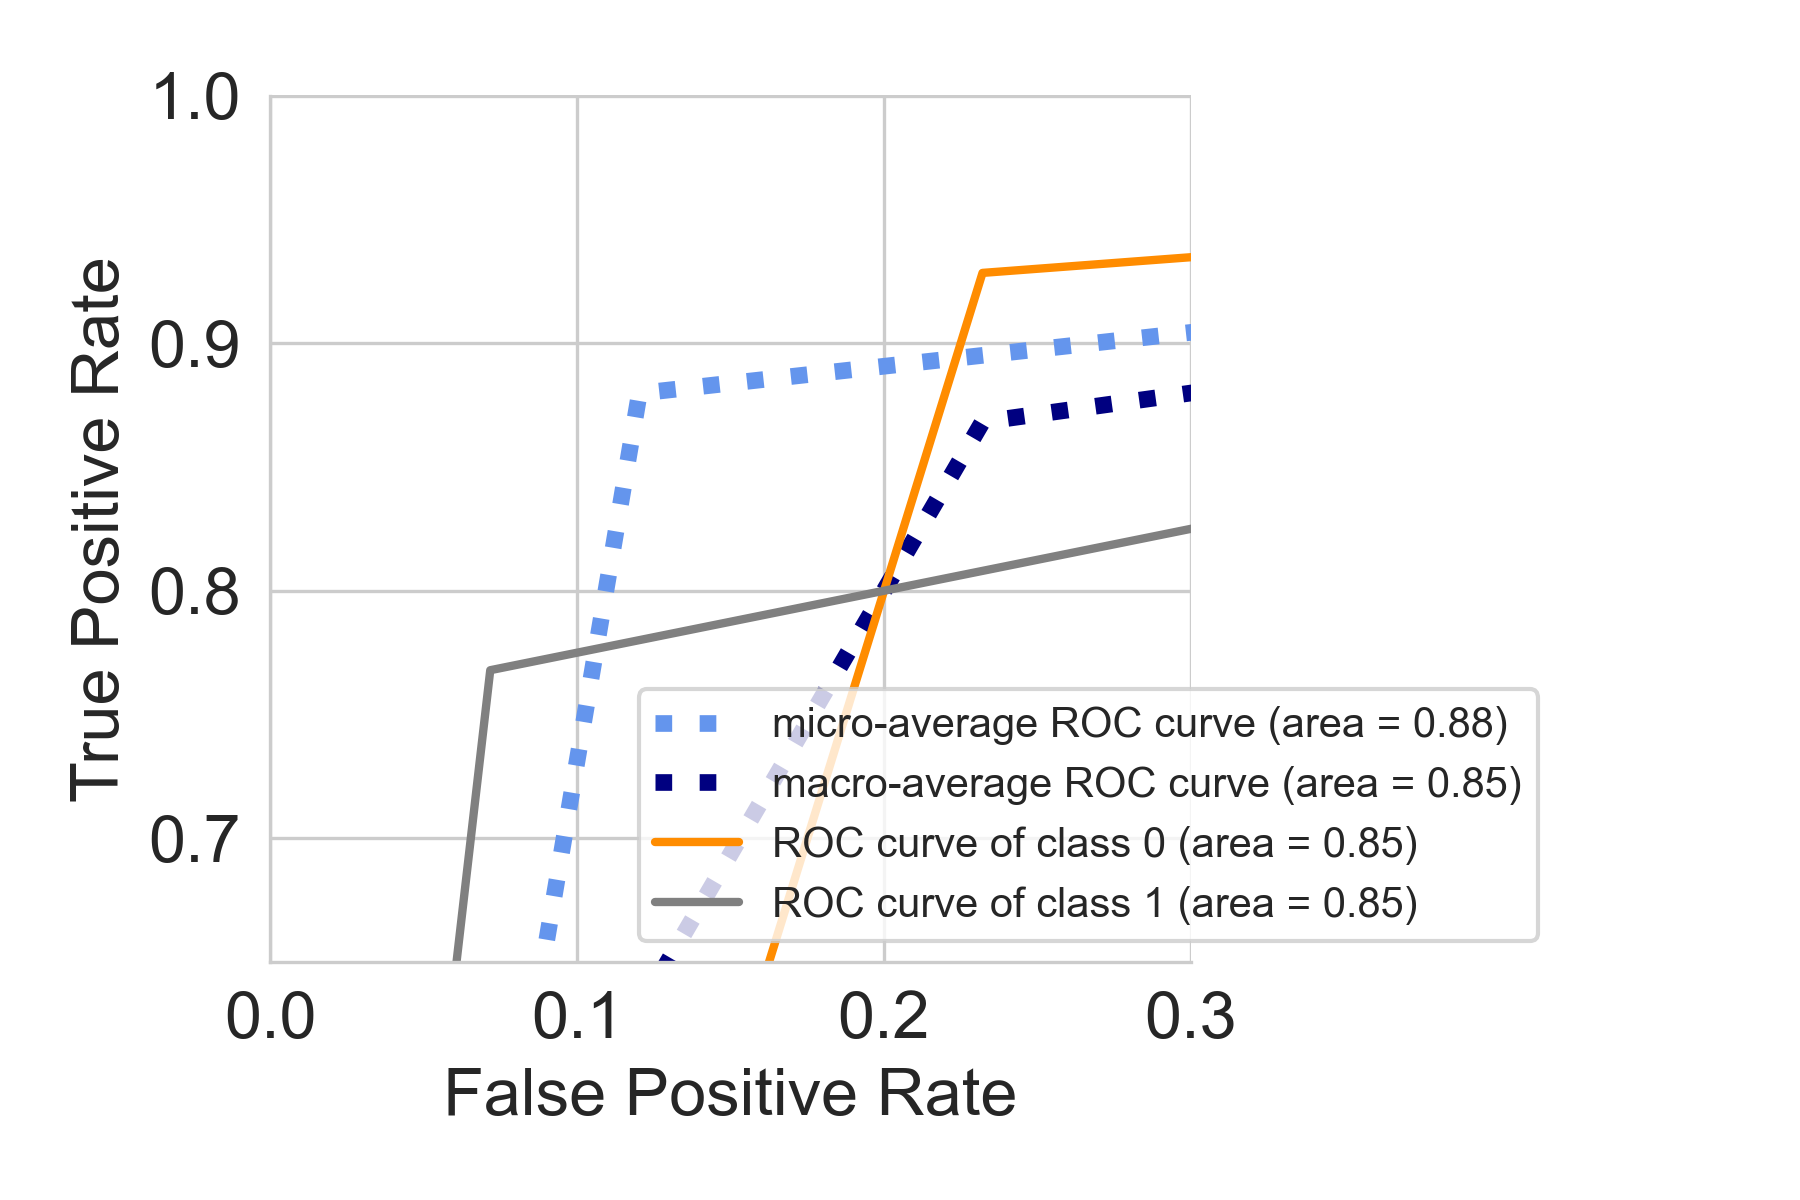 1.0
0.9
0.8
0.7
True Positive Rate
micro-average ROC curve (area = 0.88)
macro-average ROC curve (area = 0.85)
ROC curve of class 0 (area = 0.85)
ROC curve of class 1 (area = 0.85)
0.0 0.1 0.2 0.3
False Positive Rate